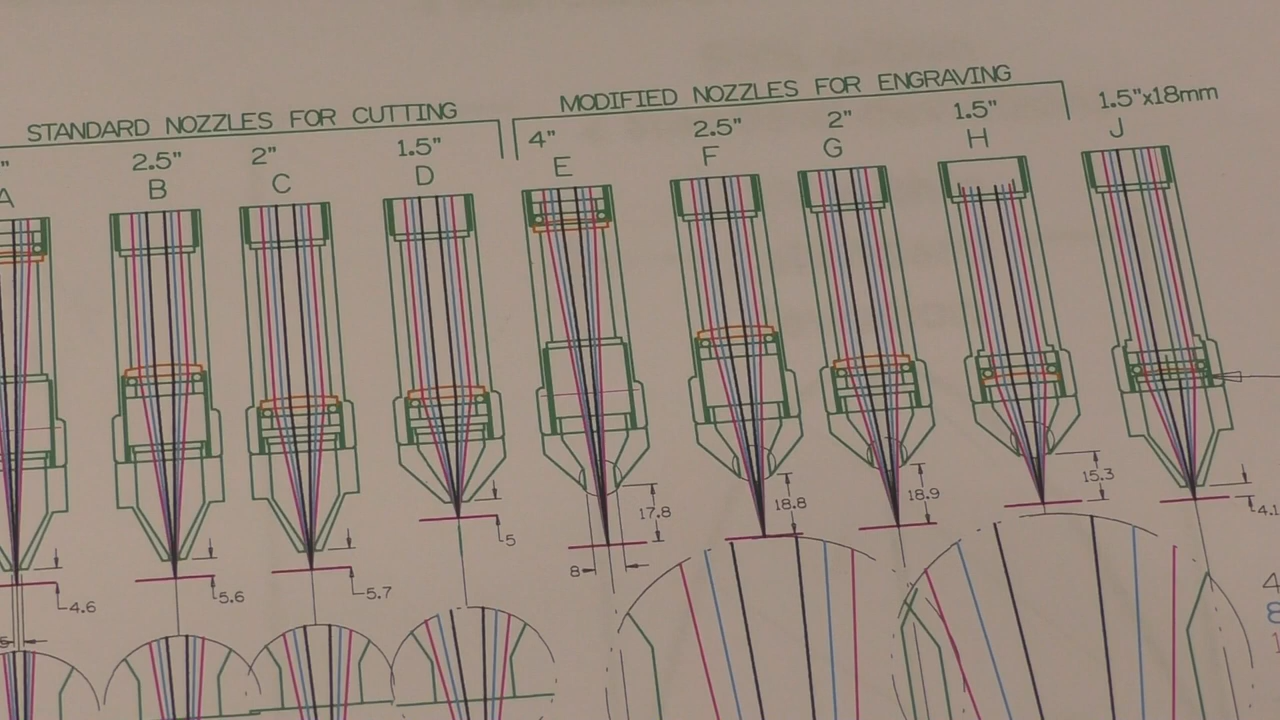 STANDARD NOZZLES FOR CUTTING
MODIFIED NOZZLES FOR ENGRAVING
"
A
2.5"
B
2"
C
1.5"
D
4"
E
2.5"
F
2"
G
1.5"
H
1.5"x18mm
J
4.6
5.6
5.7
5
17.8
8
18.8
18.9
15.3
4.1
4
8